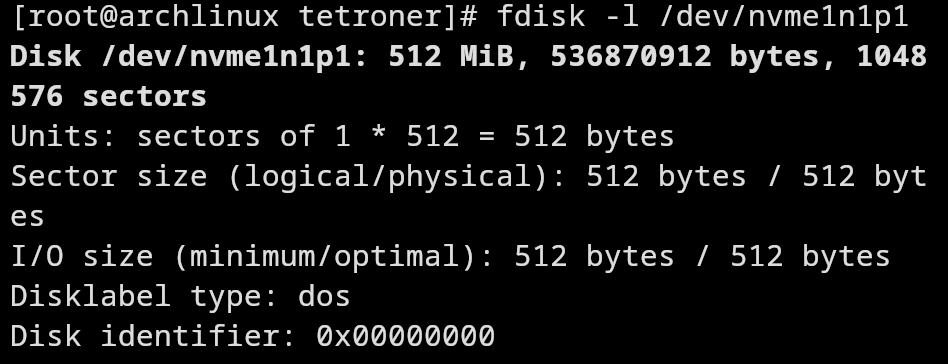 [root@archlinux tetroner]# fdisk -l /dev/nvme1n1p1
Disk /dev/nvme1n1p1: 512 MiB, 536870912 bytes, 1048
576 sectors
Units: sectors of 1 * 512 = 512 bytes
Sector size (logical/physical): 512 bytes / 512 byt
es
I/O size (minimum/optimal): 512 bytes / 512 bytes
Disklabel type: dos
Disk identifier: 0x00000000